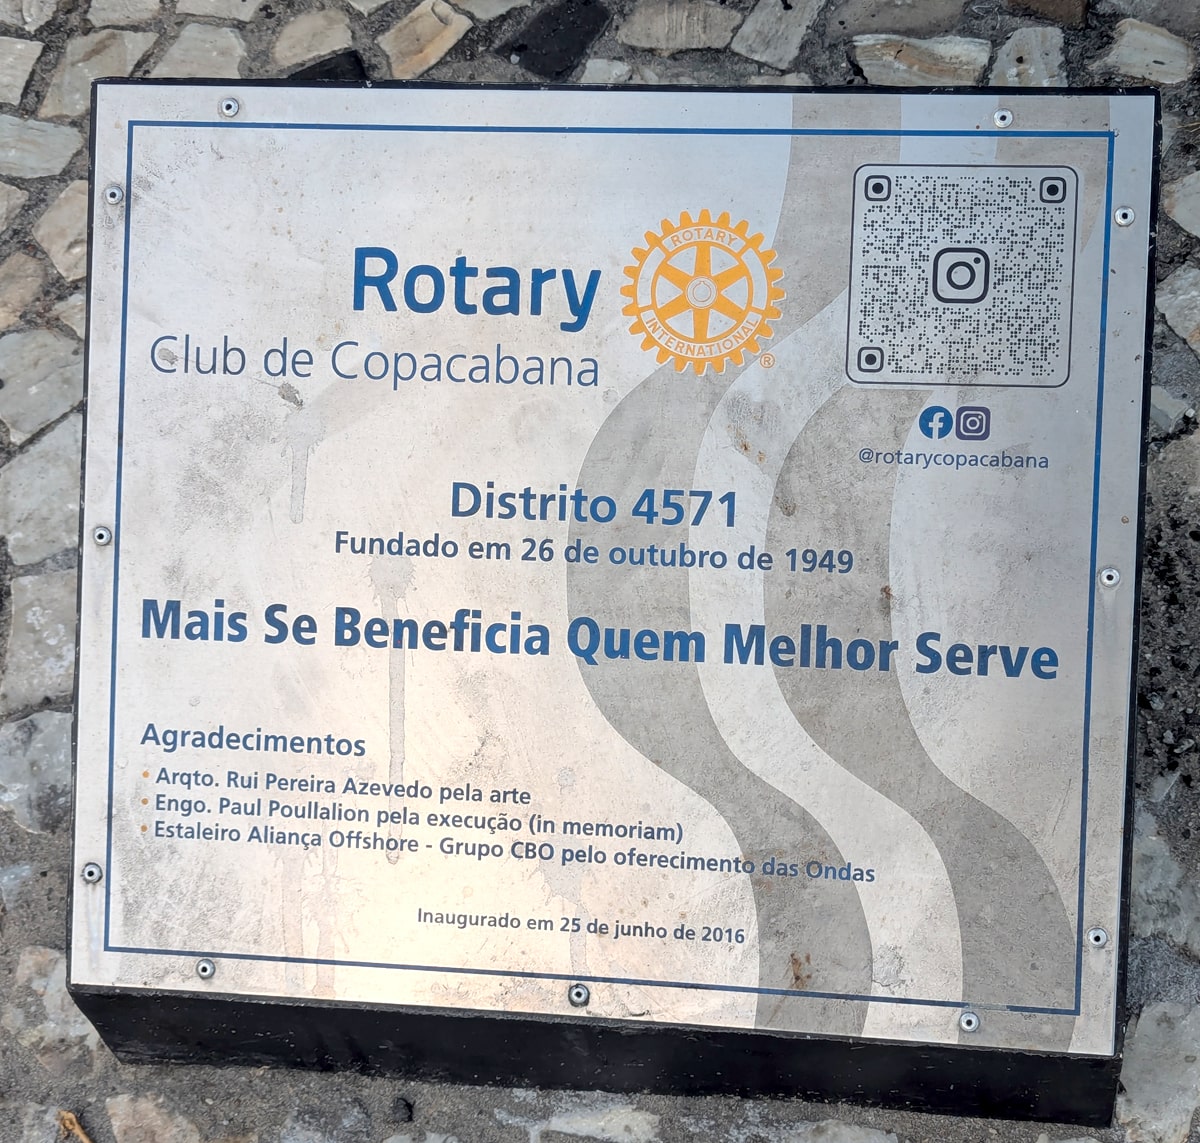 Rotary
Club de Copacabana
ROTARY
INTERNATIONAL
®
@rotarycopacabana
Distrito 4571
Fundado em 26 de outubro de 1949
Mais Se Beneficia Quem Melhor Serve
Agradecimentos
• Arqto. Rui Pereira Azevedo pela arte
• Engo. Paul Poullalion pela execução (in memoriam)
• Estaleiro Aliança Offshore - Grupo CBO pelo oferecimento das Ondas
Inaugurado em 25 de junho de 2016